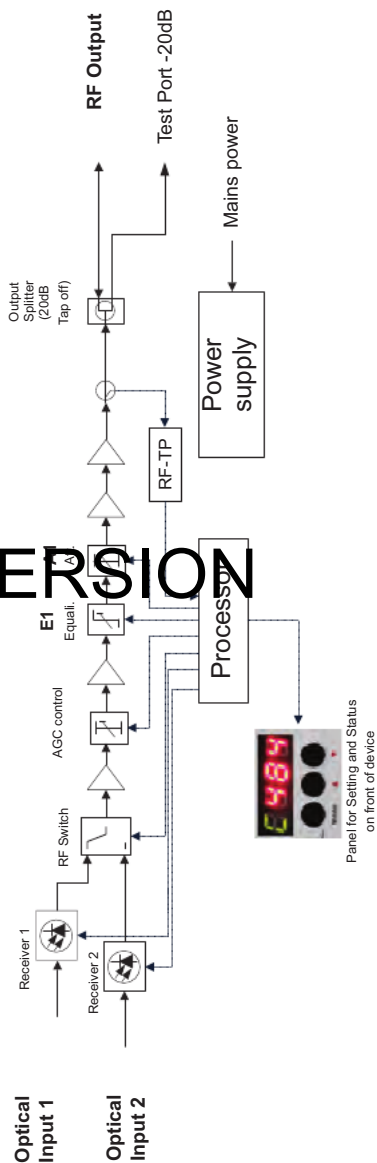 Optical
Input 1
Optical
Input 2
Receiver 1
Receiver 2
RF Switch
AGC control
E1
Equali.
ERSION
Output
Splitter
(20dB
Tap off)
RF Output
Test Port -20dB
RF-TP
Processor
Power
supply
Mains power
Panel for Setting and Status
on front of device